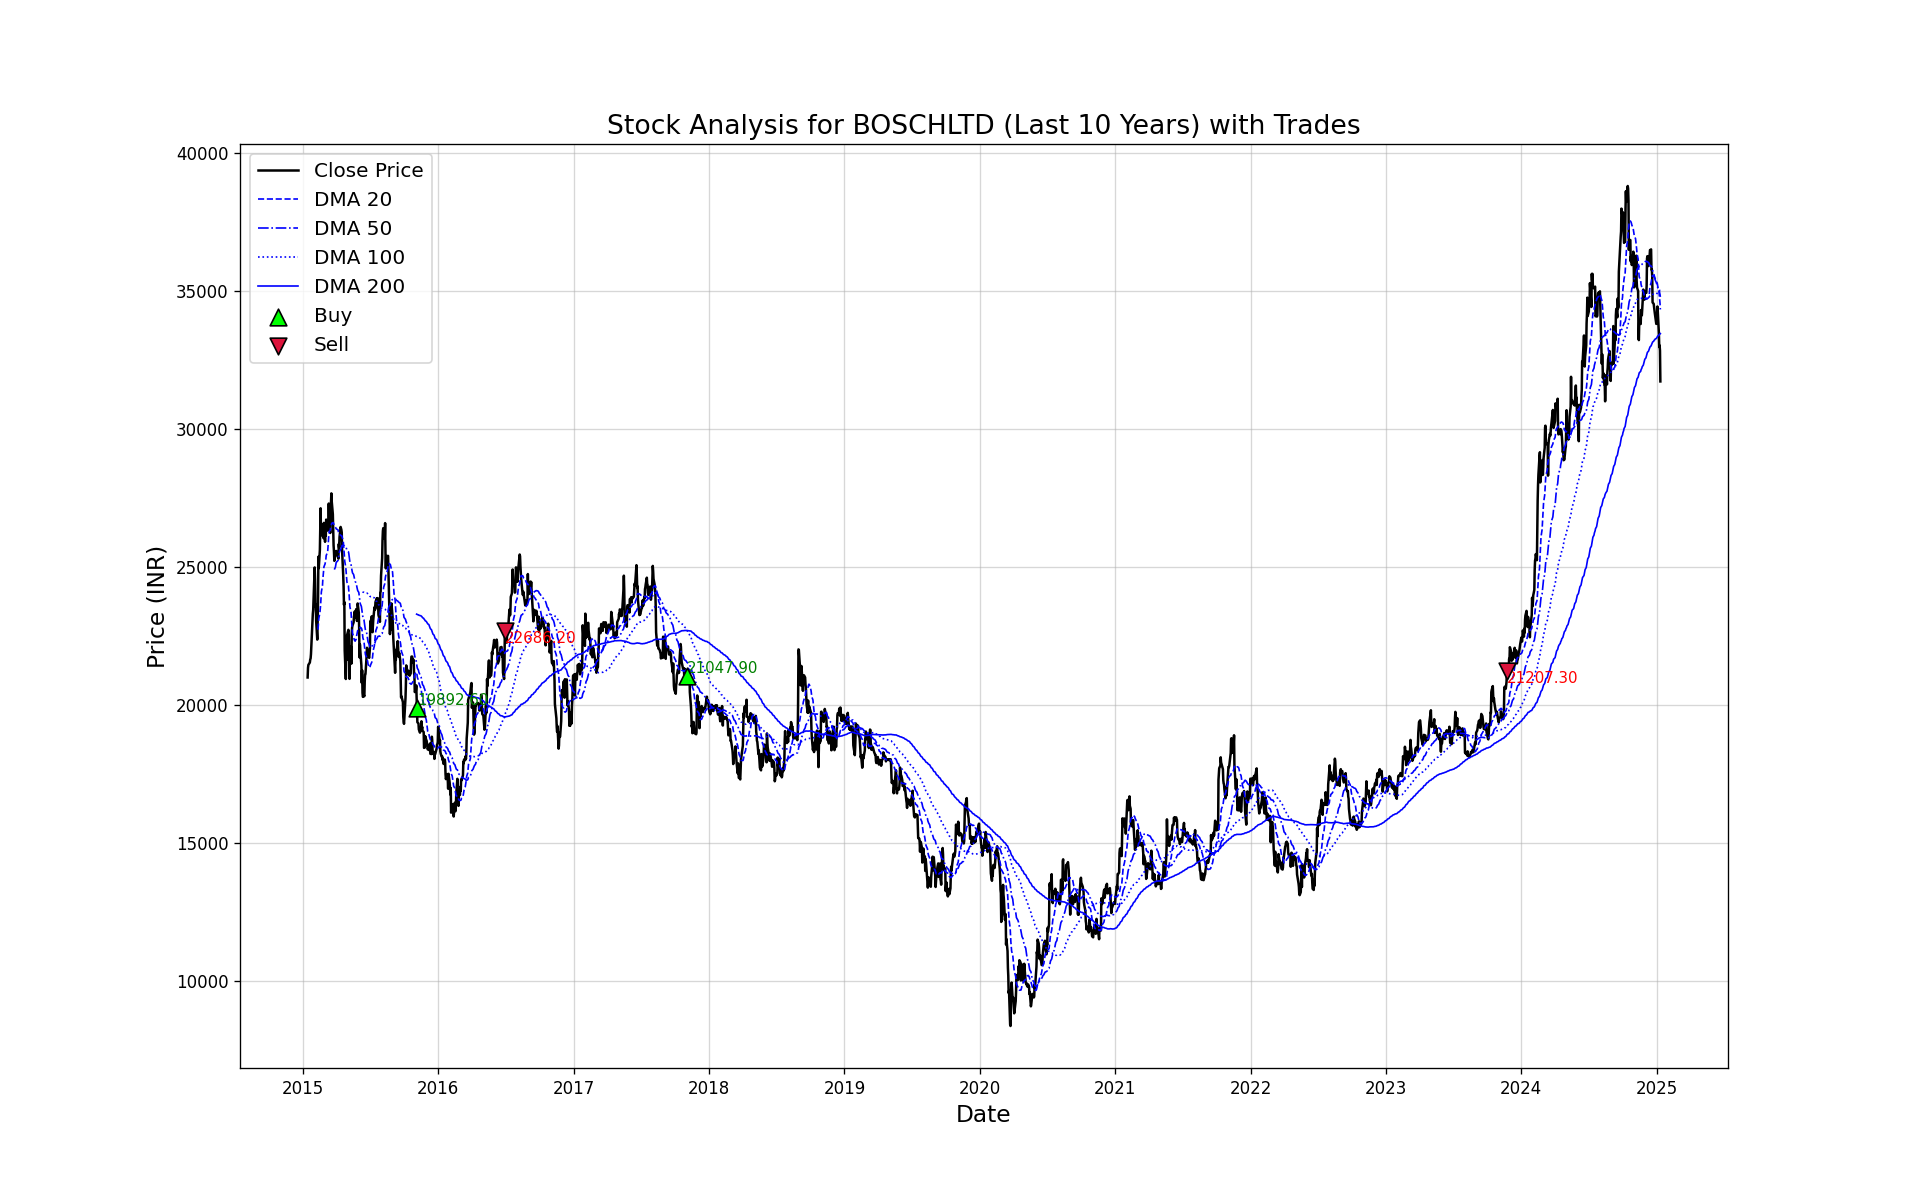 Stock Analysis for BOSCHLTD (Last 10 Years) with Trades
40000
35000
30000
25000
20000
15000
10000
Price (INR)
Close Price
DMA 20
DMA 50
DMA 100
DMA 200
Buy
Sell
21047.90
21207.30
2015
2016
2017
2018
2019
2020
2021
2022
2023
2024
2025
Date